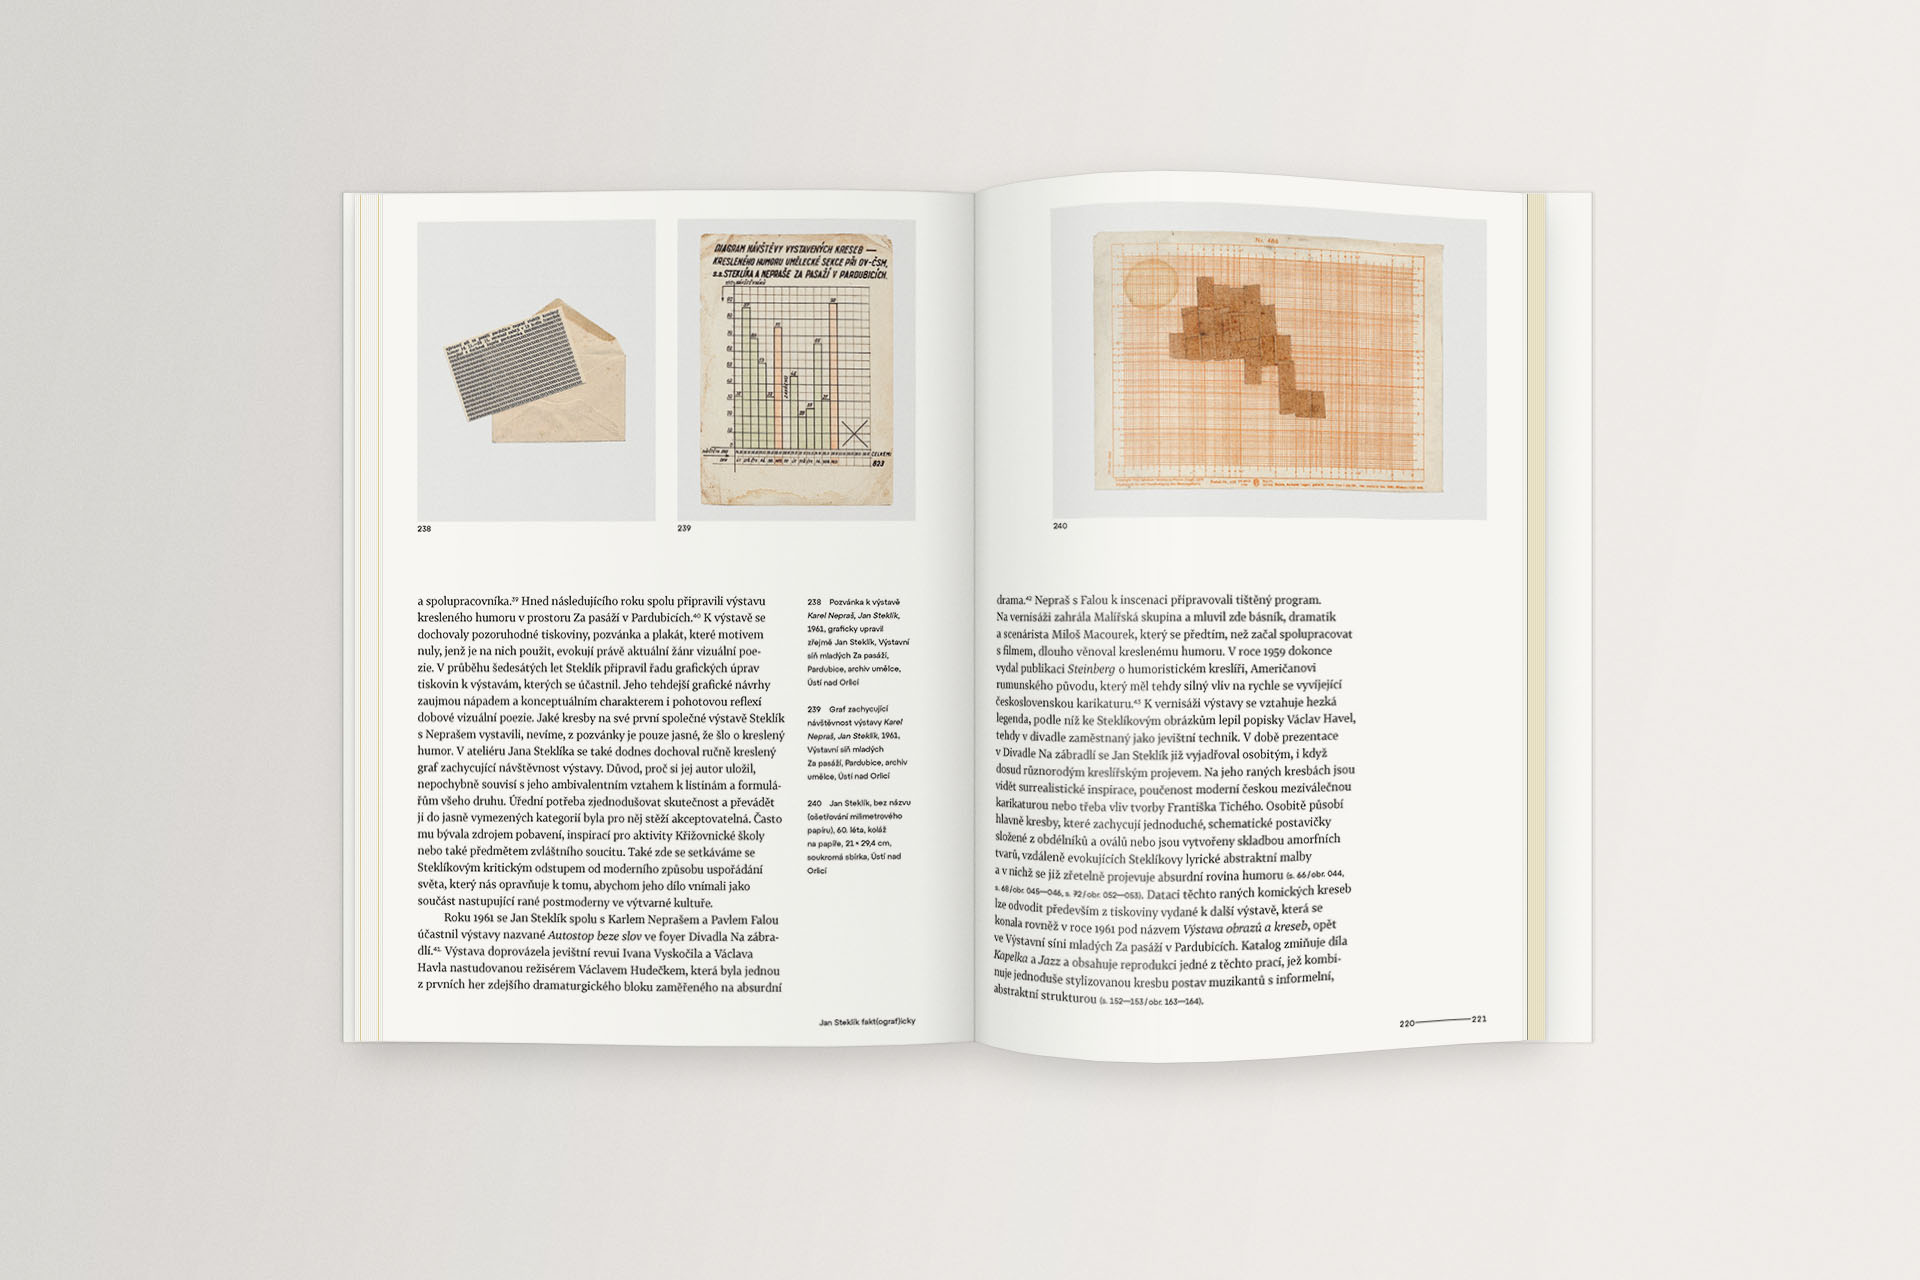 DIAGRAM NÁVŠTĚVY VYSTAVENÝCH KRESEB —
KRESLENÉHO HUMORU UMĚLECKÉ SEKCE PŘI OV-ČSM,
s.s. STEKLÍKA A NEPRAŠE ZA PASAŽÍ V PARDUBICÍCH.
CELKEM:
823
238
239
a spolupracovníka.³⁹ Hned následujícího roku spolu připravili výstavu
kresleného humoru v prostoru Za pasáží v Pardubicích.⁴⁰ K výstavě se
dochovaly pozoruhodné tiskoviny, pozvánka a plakát, které motivem
nuly, jenž je na nich použit, evokují právě aktuální žánr vizuální poe-
zie. V průběhu šedesátých let Steklík připravil řadu grafických úprav
tiskovin k výstavám, kterých se účastnil. Jeho tehdejší grafické návrhy
zaujmou nápadem a konceptuálním charakterem i pohotovou reflexí
dobové vizuální poezie. Jaké kresby na své první společné výstavě Steklík
s Neprašem vystavili, nevíme, z pozvánky je pouze jasné, že šlo o kreslený
humor. V ateliéru Jana Steklíka se také dodnes dochoval ručně kreslený
graf zachycující návštěvnost výstavy. Důvod, proč si jej autor uložil,
nepochybně souvisí s jeho ambivalentním vztahem k listinám a formulá-
řům všeho druhu. Úřední potřeba zjednodušovat skutečnost a převádět
ji do jasně vymezených kategorií byla pro něj stěží akceptovatelná. Často
mu bývala zdrojem pobavení, inspirací pro aktivity Křižovnické školy
nebo také předmětem zvláštního soucitu. Také zde se setkáváme se
Steklíkovým kritickým odstupem od moderního způsobu uspořádání
světa, který nás opravňuje k tomu, abychom jeho dílo vnímali jako
součást nastupující rané postmoderny ve výtvarné kultuře.
Roku 1961 se Jan Steklík spolu s Karlem Neprašem a Pavlem Falou
účastnil výstavy nazvané Autostop beze slov ve foyer Divadla Na zábra-
dlí.⁴¹ Výstava doprovázela jevištní revui Ivana Vyskočila a Václava
Havla nastudovanou režisérem Václavem Hudečkem, která byla jednou
z prvních her zdejšího dramaturgického bloku zaměřeného na absurdní
238 Pozvánka k výstavě
Karel Nepraš, Jan Steklík,
1961, graficky upravil
zřejmě Jan Steklík, Výstavní
síň mladých Za pasáží,
Pardubice, archiv umělce,
Ústí nad Orlicí
239 Graf zachycující
návštěvnost výstavy Karel
Nepraš, Jan Steklík, 1961,
Výstavní síň mladých
Za pasáží, Pardubice, archiv
umělce, Ústí nad Orlicí
240 Jan Steklík, bez názvu
(ošetřování milimetrového
papíru), 60. léta, koláž
na papíře, 21 × 29,4 cm,
soukromá sbírka, Ústí nad
Orlicí
Jan Steklík fakt(ograf)icky
Nr. 486
240
drama.⁴² Nepraš s Falou k inscenaci připravovali tištěný program.
Na vernisáži zahrála Malířská skupina a mluvil zde básník, dramatik
a scenárista Miloš Macourek, který se předtím, než začal spolupracovat
s filmem, dlouho věnoval kreslenému humoru. V roce 1959 dokonce
vydal publikaci Steinberg o humoristickém kreslíři, Američanovi
rumunského původu, který měl tehdy silný vliv na rychle se vyvíjející
československou karikaturu.⁴³ K vernisáži výstavy se vztahuje hezká
legenda, podle níž ke Steklíkovým obrázkům lepil popisky Václav Havel,
tehdy v divadle zaměstnaný jako jevištní technik. V době prezentace
v Divadle Na zábradlí se Jan Steklík již vyjadřoval osobitým, i když
dosud různorodým kreslířským projevem. Na jeho raných kresbách jsou
vidět surrealistické inspirace, poučenost moderní českou meziválečnou
karikaturou nebo třeba vliv tvorby Františka Tichého. Osobitě působí
hlavně kresby, které zachycují jednoduché, schematické postavičky
složené z obdélníků a oválů nebo jsou vytvořeny skladbou amorfních
tvarů, vzdáleně evokujících Steklíkovy lyrické abstraktní malby
a v nichž se již zřetelně projevuje absurdní rovina humoru (s. 66/obr. 044,
s. 68/obr. 045—046, s. 72/obr. 052—053). Dataci těchto raných komických kreseb
lze odvodit především z tiskoviny vydané k další výstavě, která se
konala rovněž v roce 1961 pod názvem Výstava obrazů a kreseb, opět
ve Výstavní síni mladých Za pasáží v Pardubicích. Katalog zmiňuje díla
Kapelka a Jazz a obsahuje reprodukci jedné z těchto prací, jež kombi-
nuje jednoduše stylizovanou kresbu postav muzikantů s informelní,
abstraktní strukturou (s. 152—153/obr. 163—164).
220—221